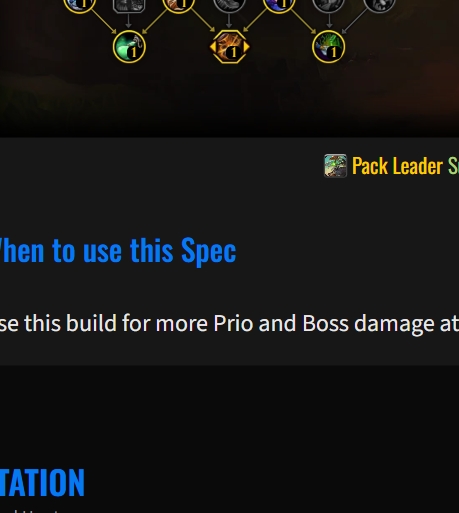 1 1 1
1 1 1
Pack Leader
When to use this Spec
se this build for more Prio and Boss damage at
TATION